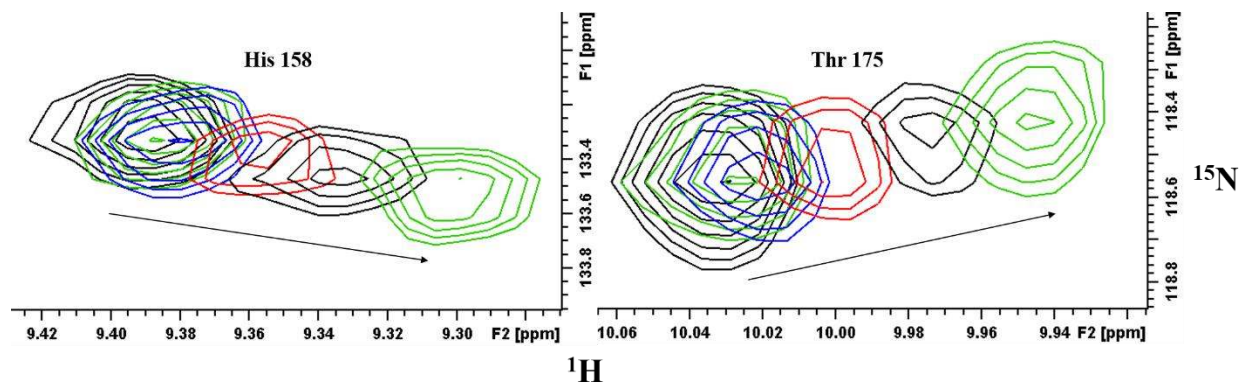 His 158
F1 [ppm]
133.4
133.6
133.8
9.42 9.40 9.38 9.36 9.34 9.32 9.30 F2 [ppm]
Thr 175
F1 [ppm]
118.4
118.6
118.8
10.06 10.04 10.02 10.00 9.98 9.96 9.94 F2 [ppm]
¹⁵N
¹H